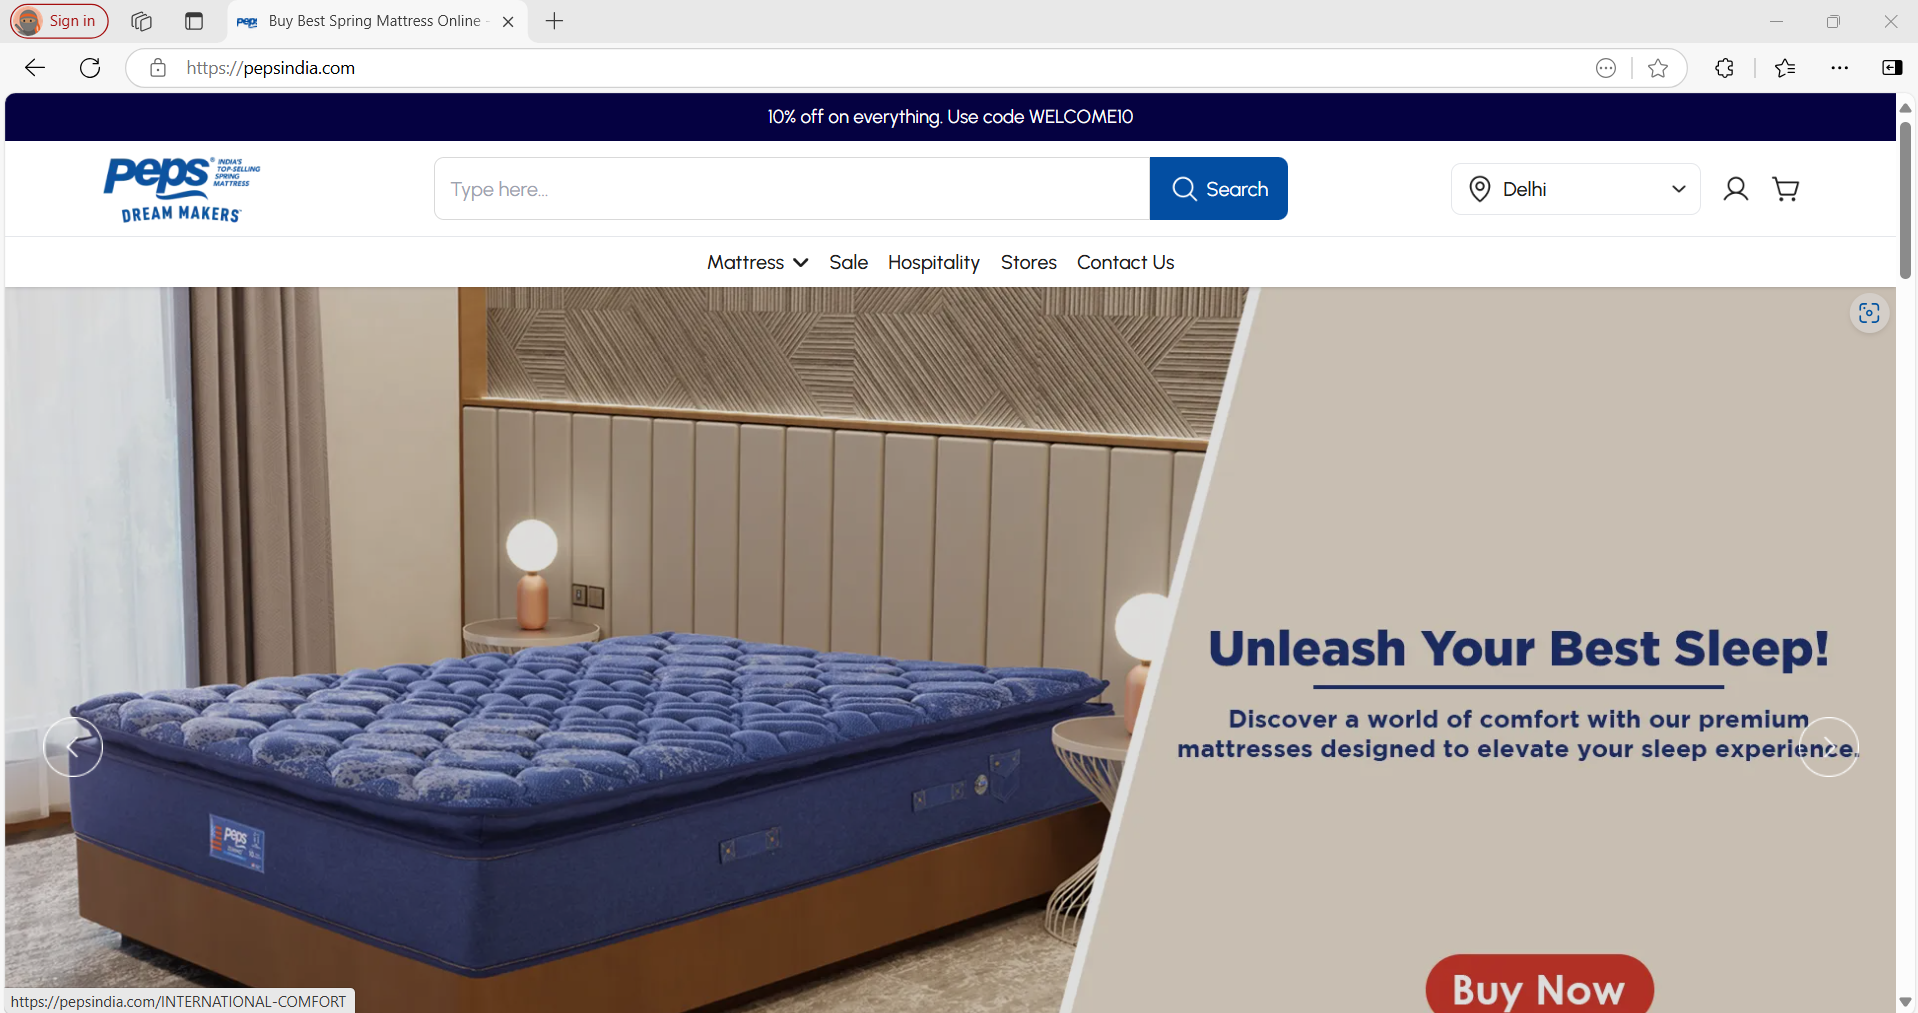 Sign in
Buy Best Spring Mattress Online -
https://pepsindia.com
10% off on everything. Use code WELCOME10
peps® INDIA'S
TOP-SELLING
SPRING
MATTRESS
DREAM MAKERS™
Type here...
Search
Delhi
Mattress
Sale
Hospitality
Stores
Contact Us
Unleash Your Best Sleep!
Discover a world of comfort with our premium
mattresses designed to elevate your sleep experience.
peps
Buy Now
https://pepsindia.com/INTERNATIONAL-COMFORT